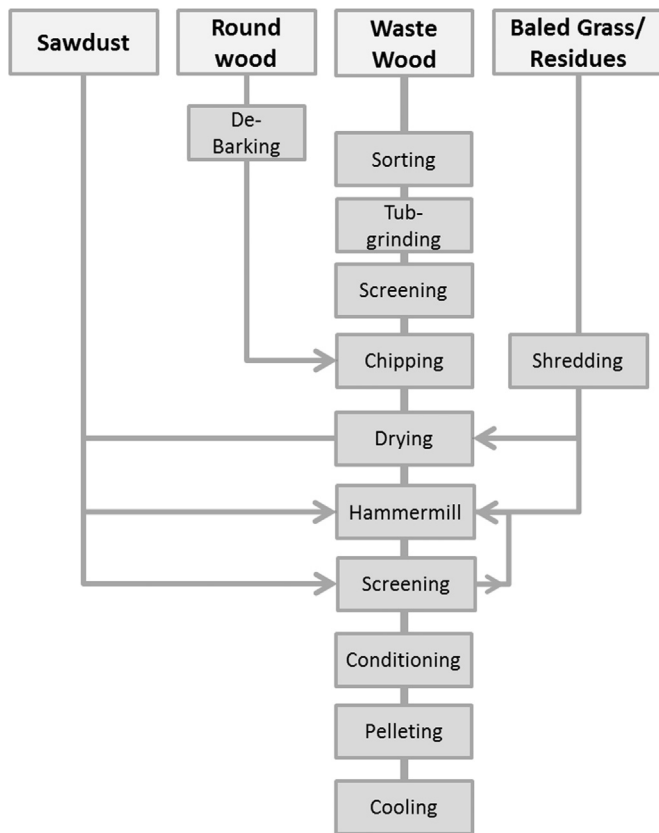 Sawdust
Round
wood
Waste
Wood
Baled Grass/
Residues
De-
Barking
Sorting
Tub-
grinding
Screening
Chipping
Shredding
Drying
Hammermill
Screening
Conditioning
Pelleting
Cooling